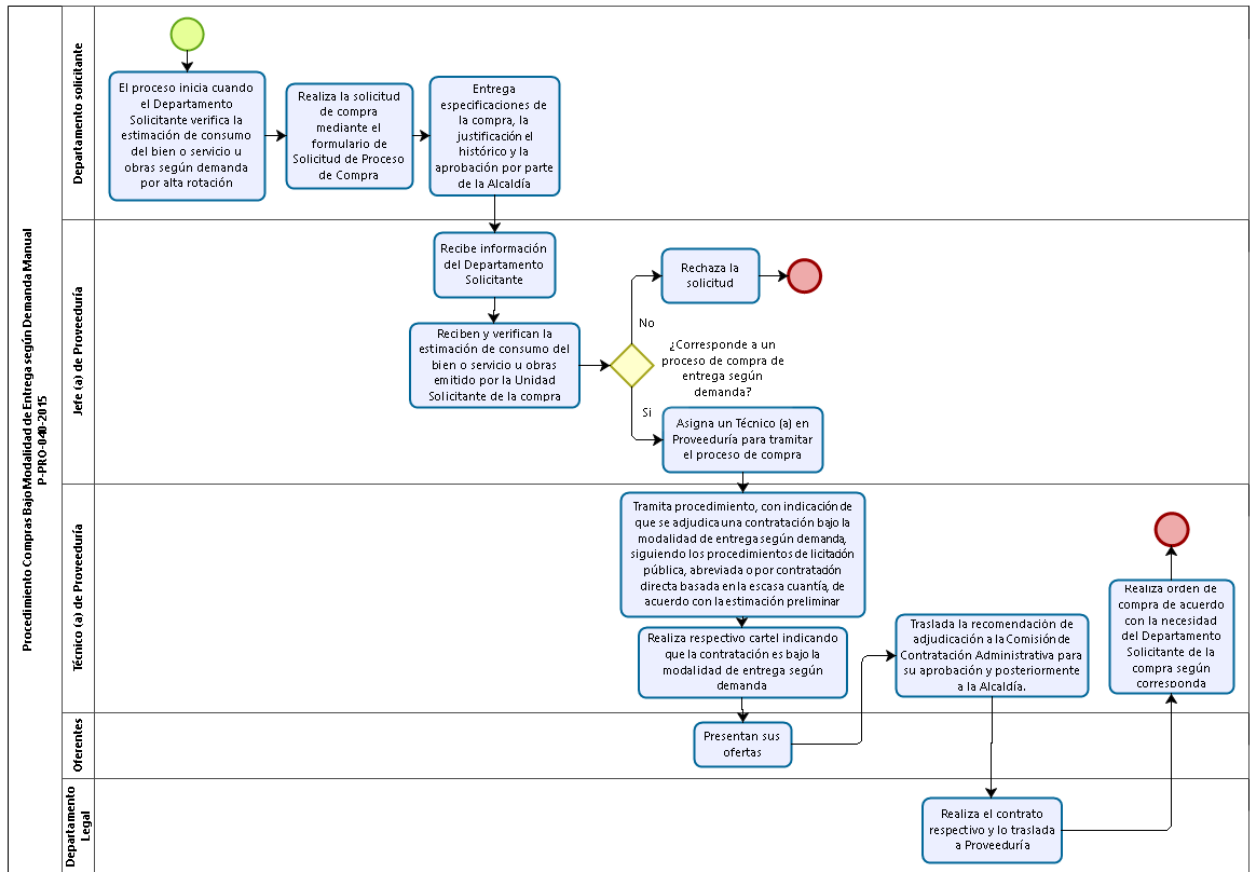 Procedimiento Compras Bajo Modalidad de Entrega según Demanda Manual
P-PRO-040-2015
Departamento solicitante
El proceso inicia cuando
el Departamento
Solicitante verifica la
estimación de consumo
del bien o servicio u
obras según demanda
por alta rotación
Realiza la solicitud
de compra
mediante el
formulario de
Solicitud de Proceso
de Compra
Entrega
especificaciones de
la compra, la
justificación el
histórico y la
aprobación por parte
de la Alcaldía
Jefe (a) de Proveeduría
Recibe información
del Departamento
Solicitante
Reciben y verifican la
estimación de consumo del
bien o servicio u obras
emitido por la Unidad
Solicitante de la compra
¿Corresponde a un
proceso de compra de
entrega según
demanda?
No
Rechaza la
solicitud
Si
Asigna un Técnico (a) en
Proveeduría para tramitar
el proceso de compra
Técnico (a) de Proveeduría
Tramita procedimiento, con indicación de
que se adjudica una contratación bajo la
modalidad de entrega según demanda,
siguiendo los procedimientos de licitación
pública, abreviada o por contratación
directa basada en la escasa cuantía, de
acuerdo con la estimación preliminar
Realiza respectivo cartel indicando
que la contratación es bajo la
modalidad de entrega según
demanda
Traslada la recomendación de
adjudicación a la Comisión de
Contratación Administrativa para
su aprobación y posteriormente
a la Alcaldía.
Realiza orden de
compra de acuerdo
con la necesidad
del Departamento
Solicitante de la
compra según
corresponda
Oferentes
Presentan sus
ofertas
Departamento
Legal
Realiza el contrato
respectivo y lo traslada
a Proveeduría